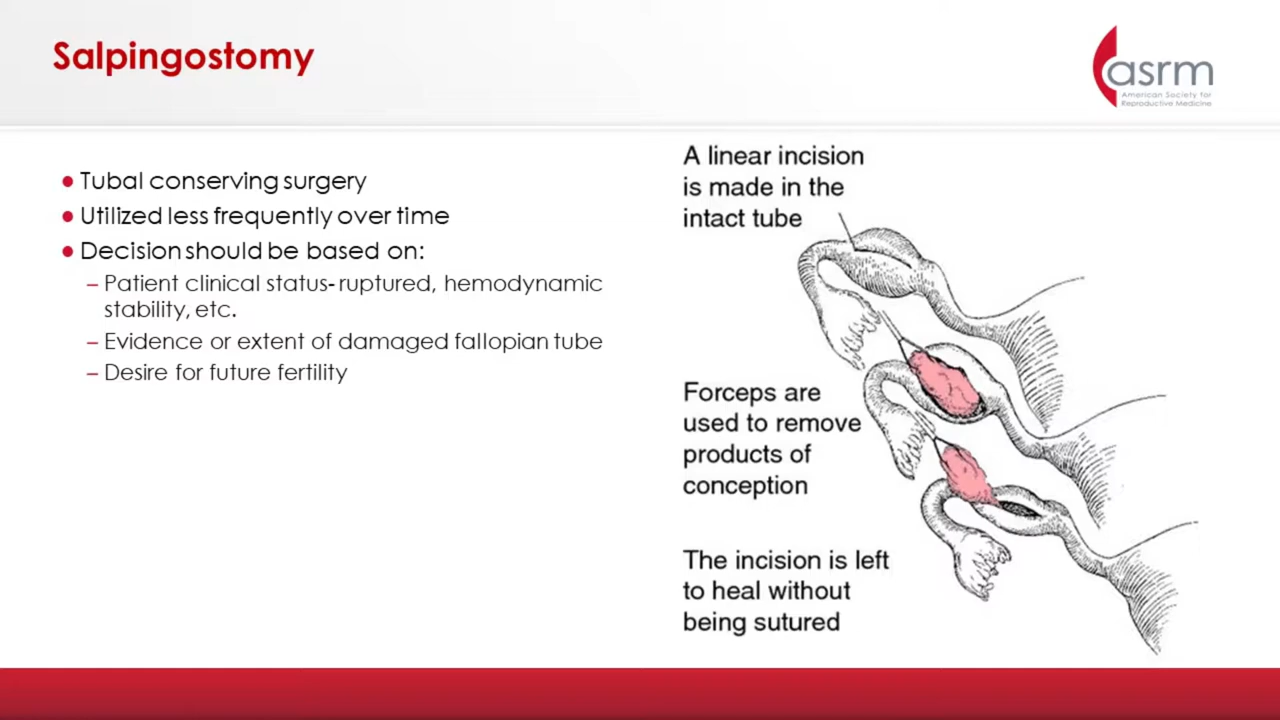 Salpingostomy
asrm
American Society for
Reproductive Medicine
● Tubal conserving surgery
● Utilized less frequently over time
● Decision should be based on:
– Patient clinical status- ruptured, hemodynamic
stability, etc.
– Evidence or extent of damaged fallopian tube
– Desire for future fertility
A linear incision
is made in the
intact tube
Forceps are
used to remove
products of
conception
The incision is left
to heal without
being sutured